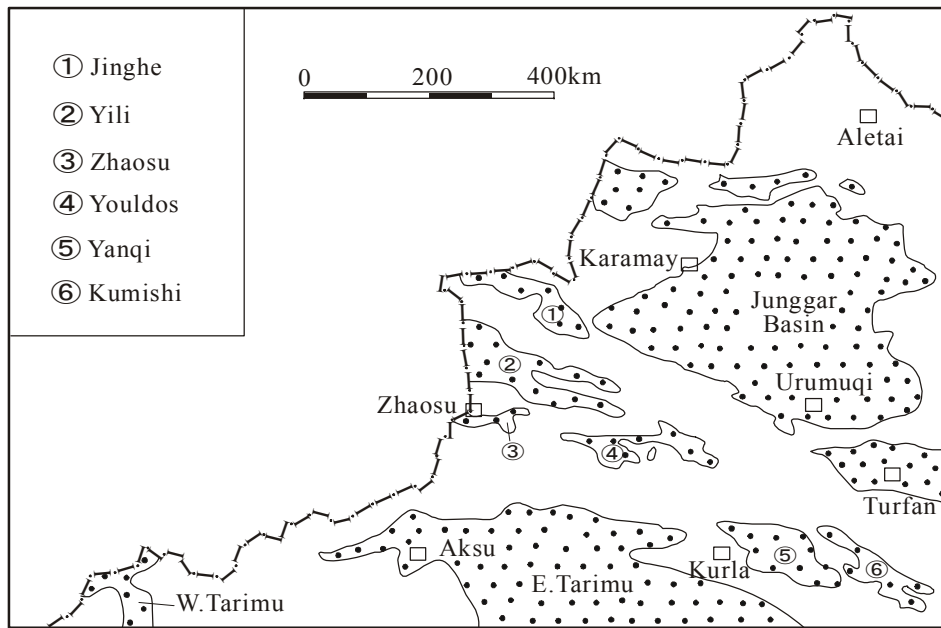 ① Jinghe
② Yili
③ Zhaosu
④ Youldos
⑤ Yanqi
⑥ Kumishi
0 200 400km
Aletai
Karamay
Junggar
Basin
①
②
Urumuqi
Zhaosu
③
④
Turfan
Aksu
E.Tarimu
Kurla
⑤
⑥
W.Tarimu